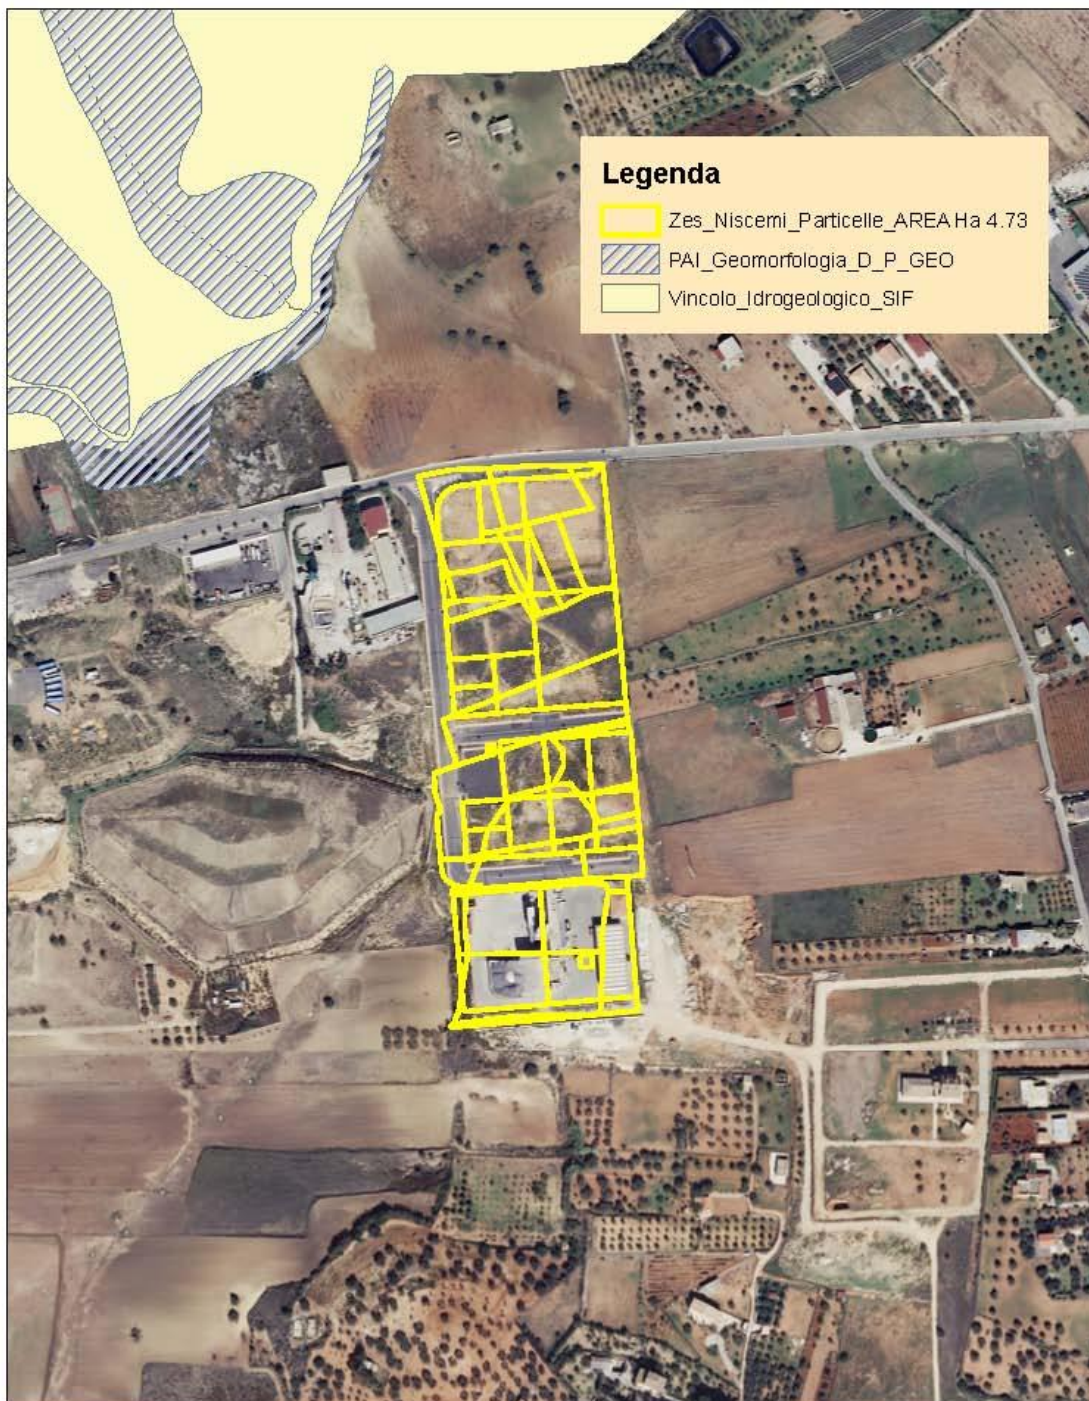 Legenda
Zes_Niscemi_Particelle_AREA Ha 4.73
PAI_Geomorfologia_D_P_GEO
Vincolo_Idrogeologico_SIF